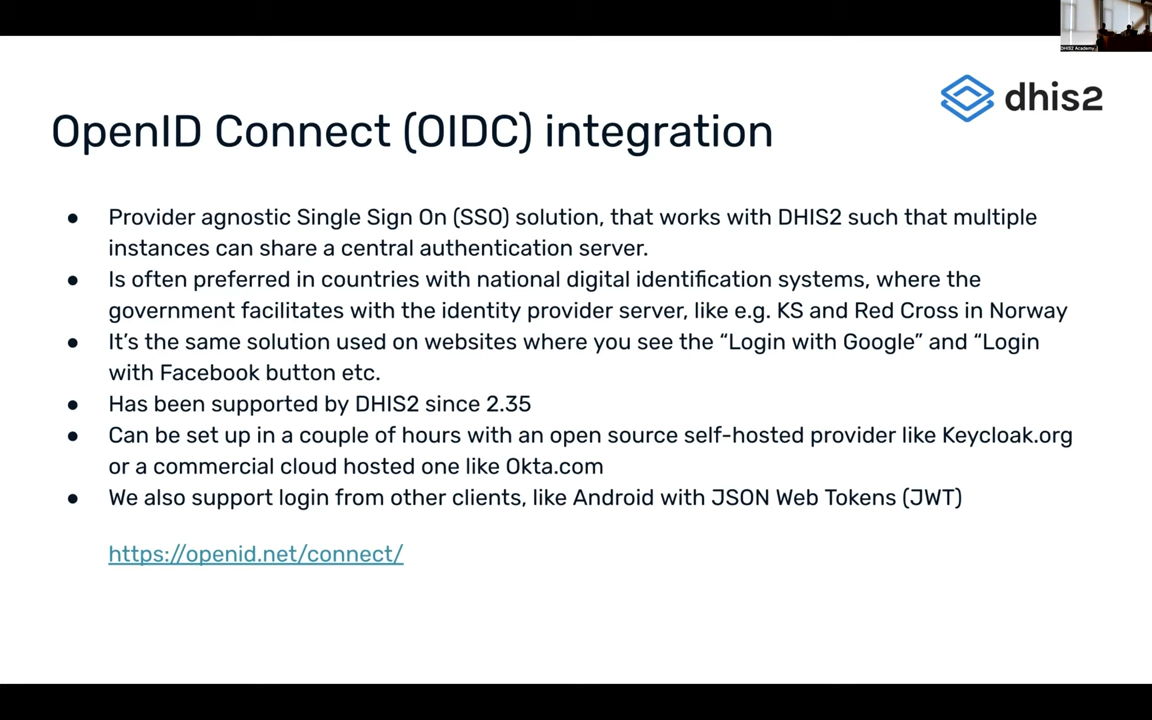 DHIS2 Academy
dhis2
OpenID Connect (OIDC) integration
● Provider agnostic Single Sign On (SSO) solution, that works with DHIS2 such that multiple
instances can share a central authentication server.
● Is often preferred in countries with national digital identification systems, where the
government facilitates with the identity provider server, like e.g. KS and Red Cross in Norway
● It’s the same solution used on websites where you see the “Login with Google” and “Login
with Facebook button etc.
● Has been supported by DHIS2 since 2.35
● Can be set up in a couple of hours with an open source self-hosted provider like Keycloak.org
or a commercial cloud hosted one like Okta.com
● We also support login from other clients, like Android with JSON Web Tokens (JWT)
https://openid.net/connect/